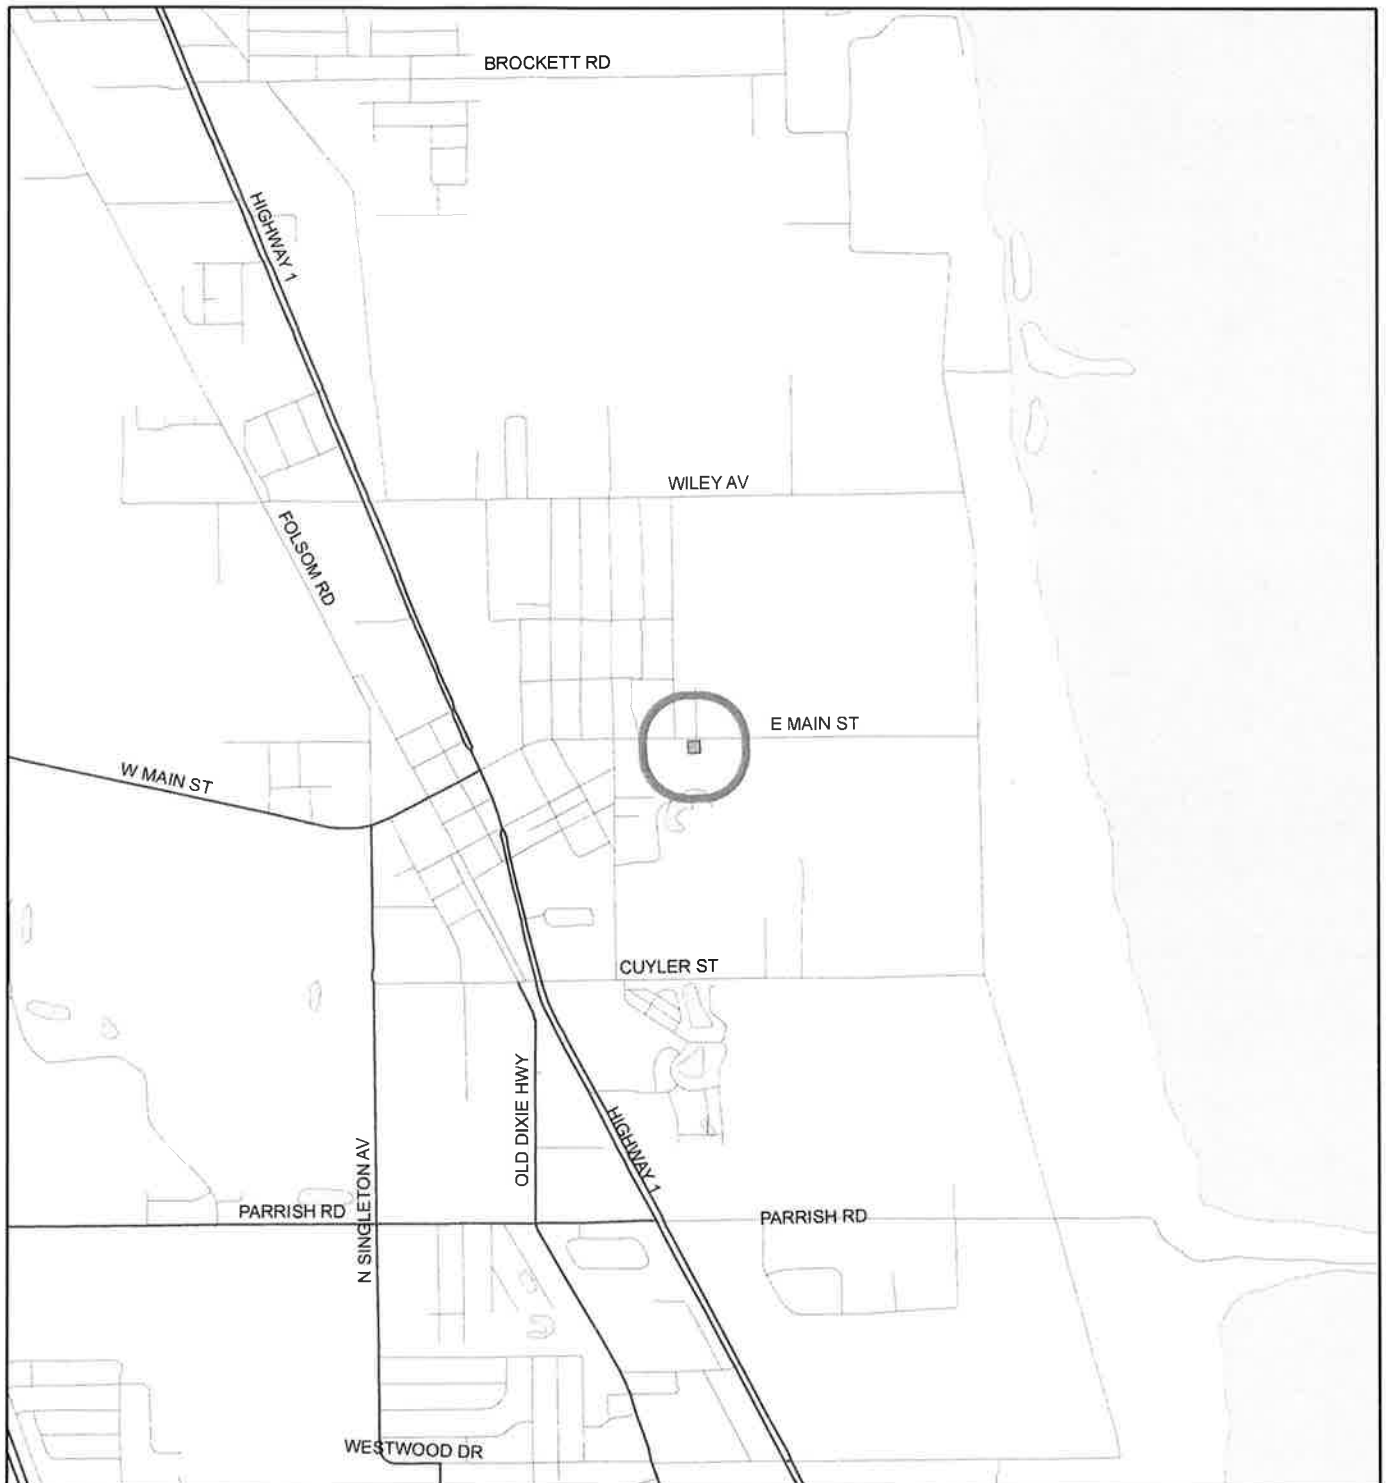 BROCKETT RD
HIGHWAY 1
WILEY AV
FOLSOM RD
E MAIN ST
W MAIN ST
CUYLER ST
OLD DIXIE HWY
HIGHWAY 1
N SINGLETON AV
PARRISH RD
PARRISH RD
WESTWOOD DR